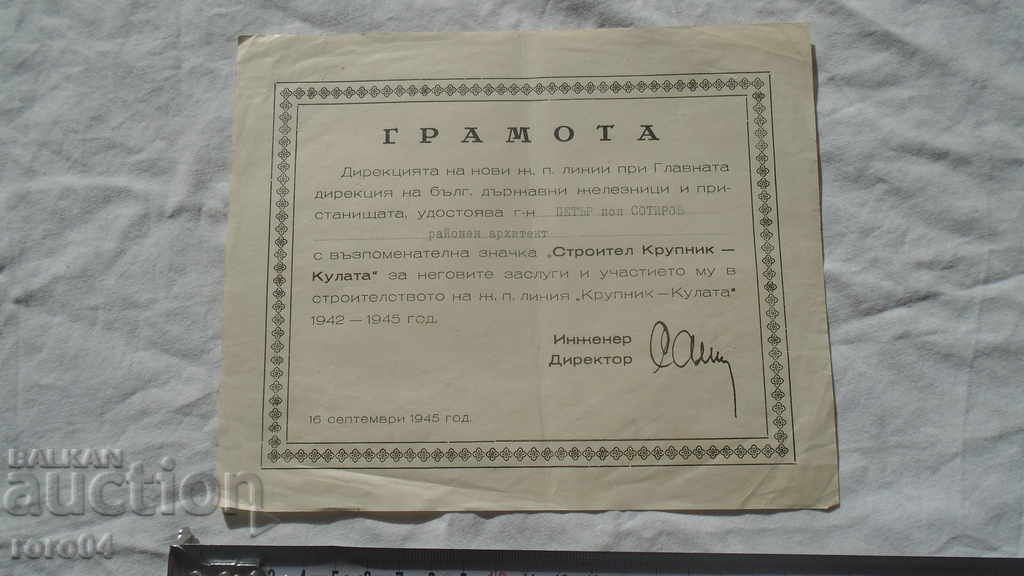 ГРАМОТА
Дирекцията на нови ж. п. линии при Главната
дирекция на бълг. държавни железници и при-
станищата, удостоява г-н ПЕТЪР поп СОТИРОВ
районен архитект
с възпоменателна значка „Строител Крупник —
Кулата“ за неговите заслуги и участието му в
строителството на ж. п. линия „Крупник — Кулата“
1942 — 1945 год.
Инженер
Директор
16 септември 1945 год.
BALKAN
auction
roro04